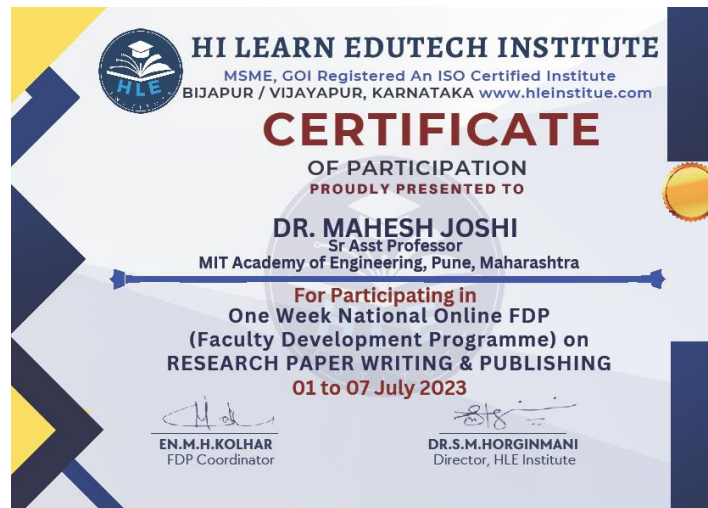 HI LEARN EDUTECH INSTITUTE
MSME, GOI Registered An ISO Certified Institute
BIJAPUR / VIJAYAPUR, KARNATAKA www.hleinstitue.com
HLE
CERTIFICATE
OF PARTICIPATION
PROUDLY PRESENTED TO
DR. MAHESH JOSHI
Sr Asst Professor
MIT Academy of Engineering, Pune, Maharashtra
For Participating in
One Week National Online FDP
(Faculty Development Programme) on
RESEARCH PAPER WRITING & PUBLISHING
01 to 07 July 2023
EN.M.H.KOLHAR
FDP Coordinator
DR.S.M.HORGINMANI
Director, HLE Institute